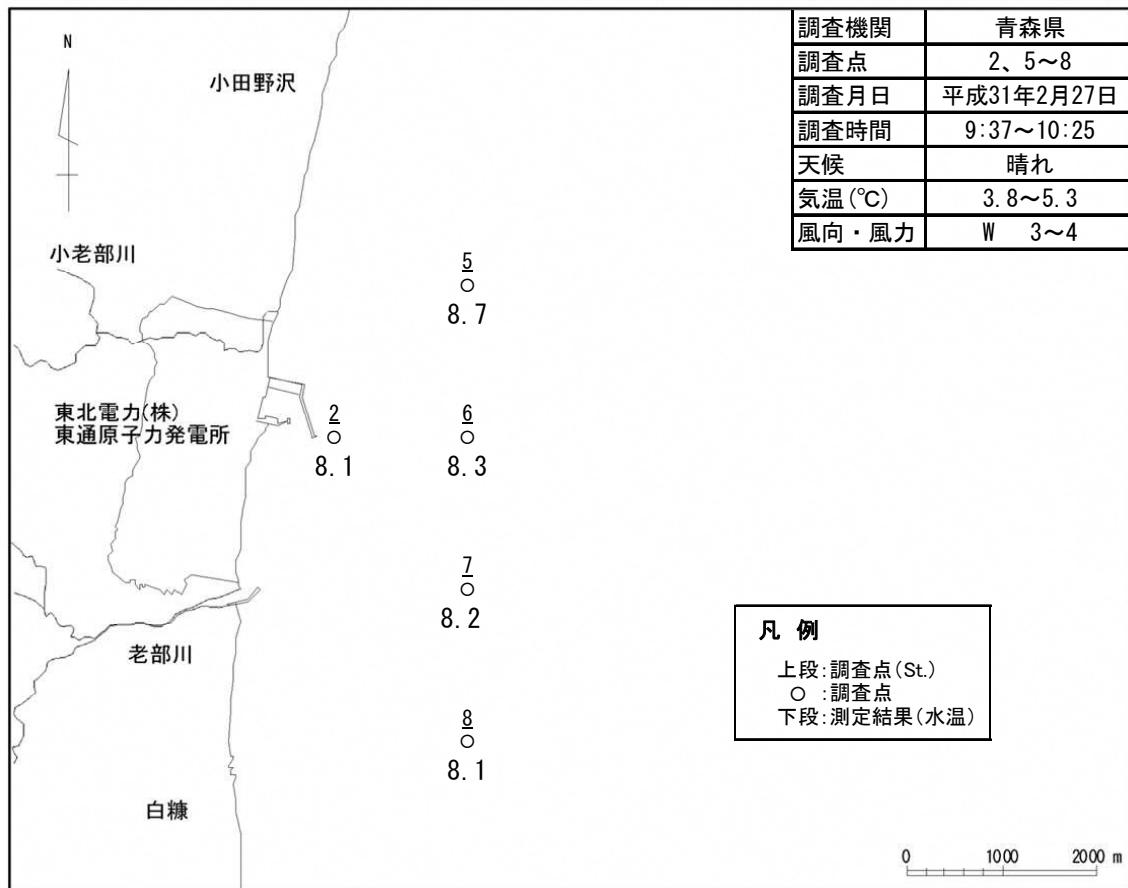 調査機関 青森県
調査点 2、5～8
調査月日 平成31年2月27日
調査時間 9:37～10:25
天候 晴れ
気温(℃) 3.8～5.3
風向・風力 W 3～4
N
小田野沢
小老部川
5
8.7
東北電力(株)
東通原子力発電所
2
8.1
6
8.3
7
8.2
老部川
8
8.1
白糠
凡 例
上段:調査点(St.)
○ :調査点
下段:測定結果(水温)
0 1000 2000 m